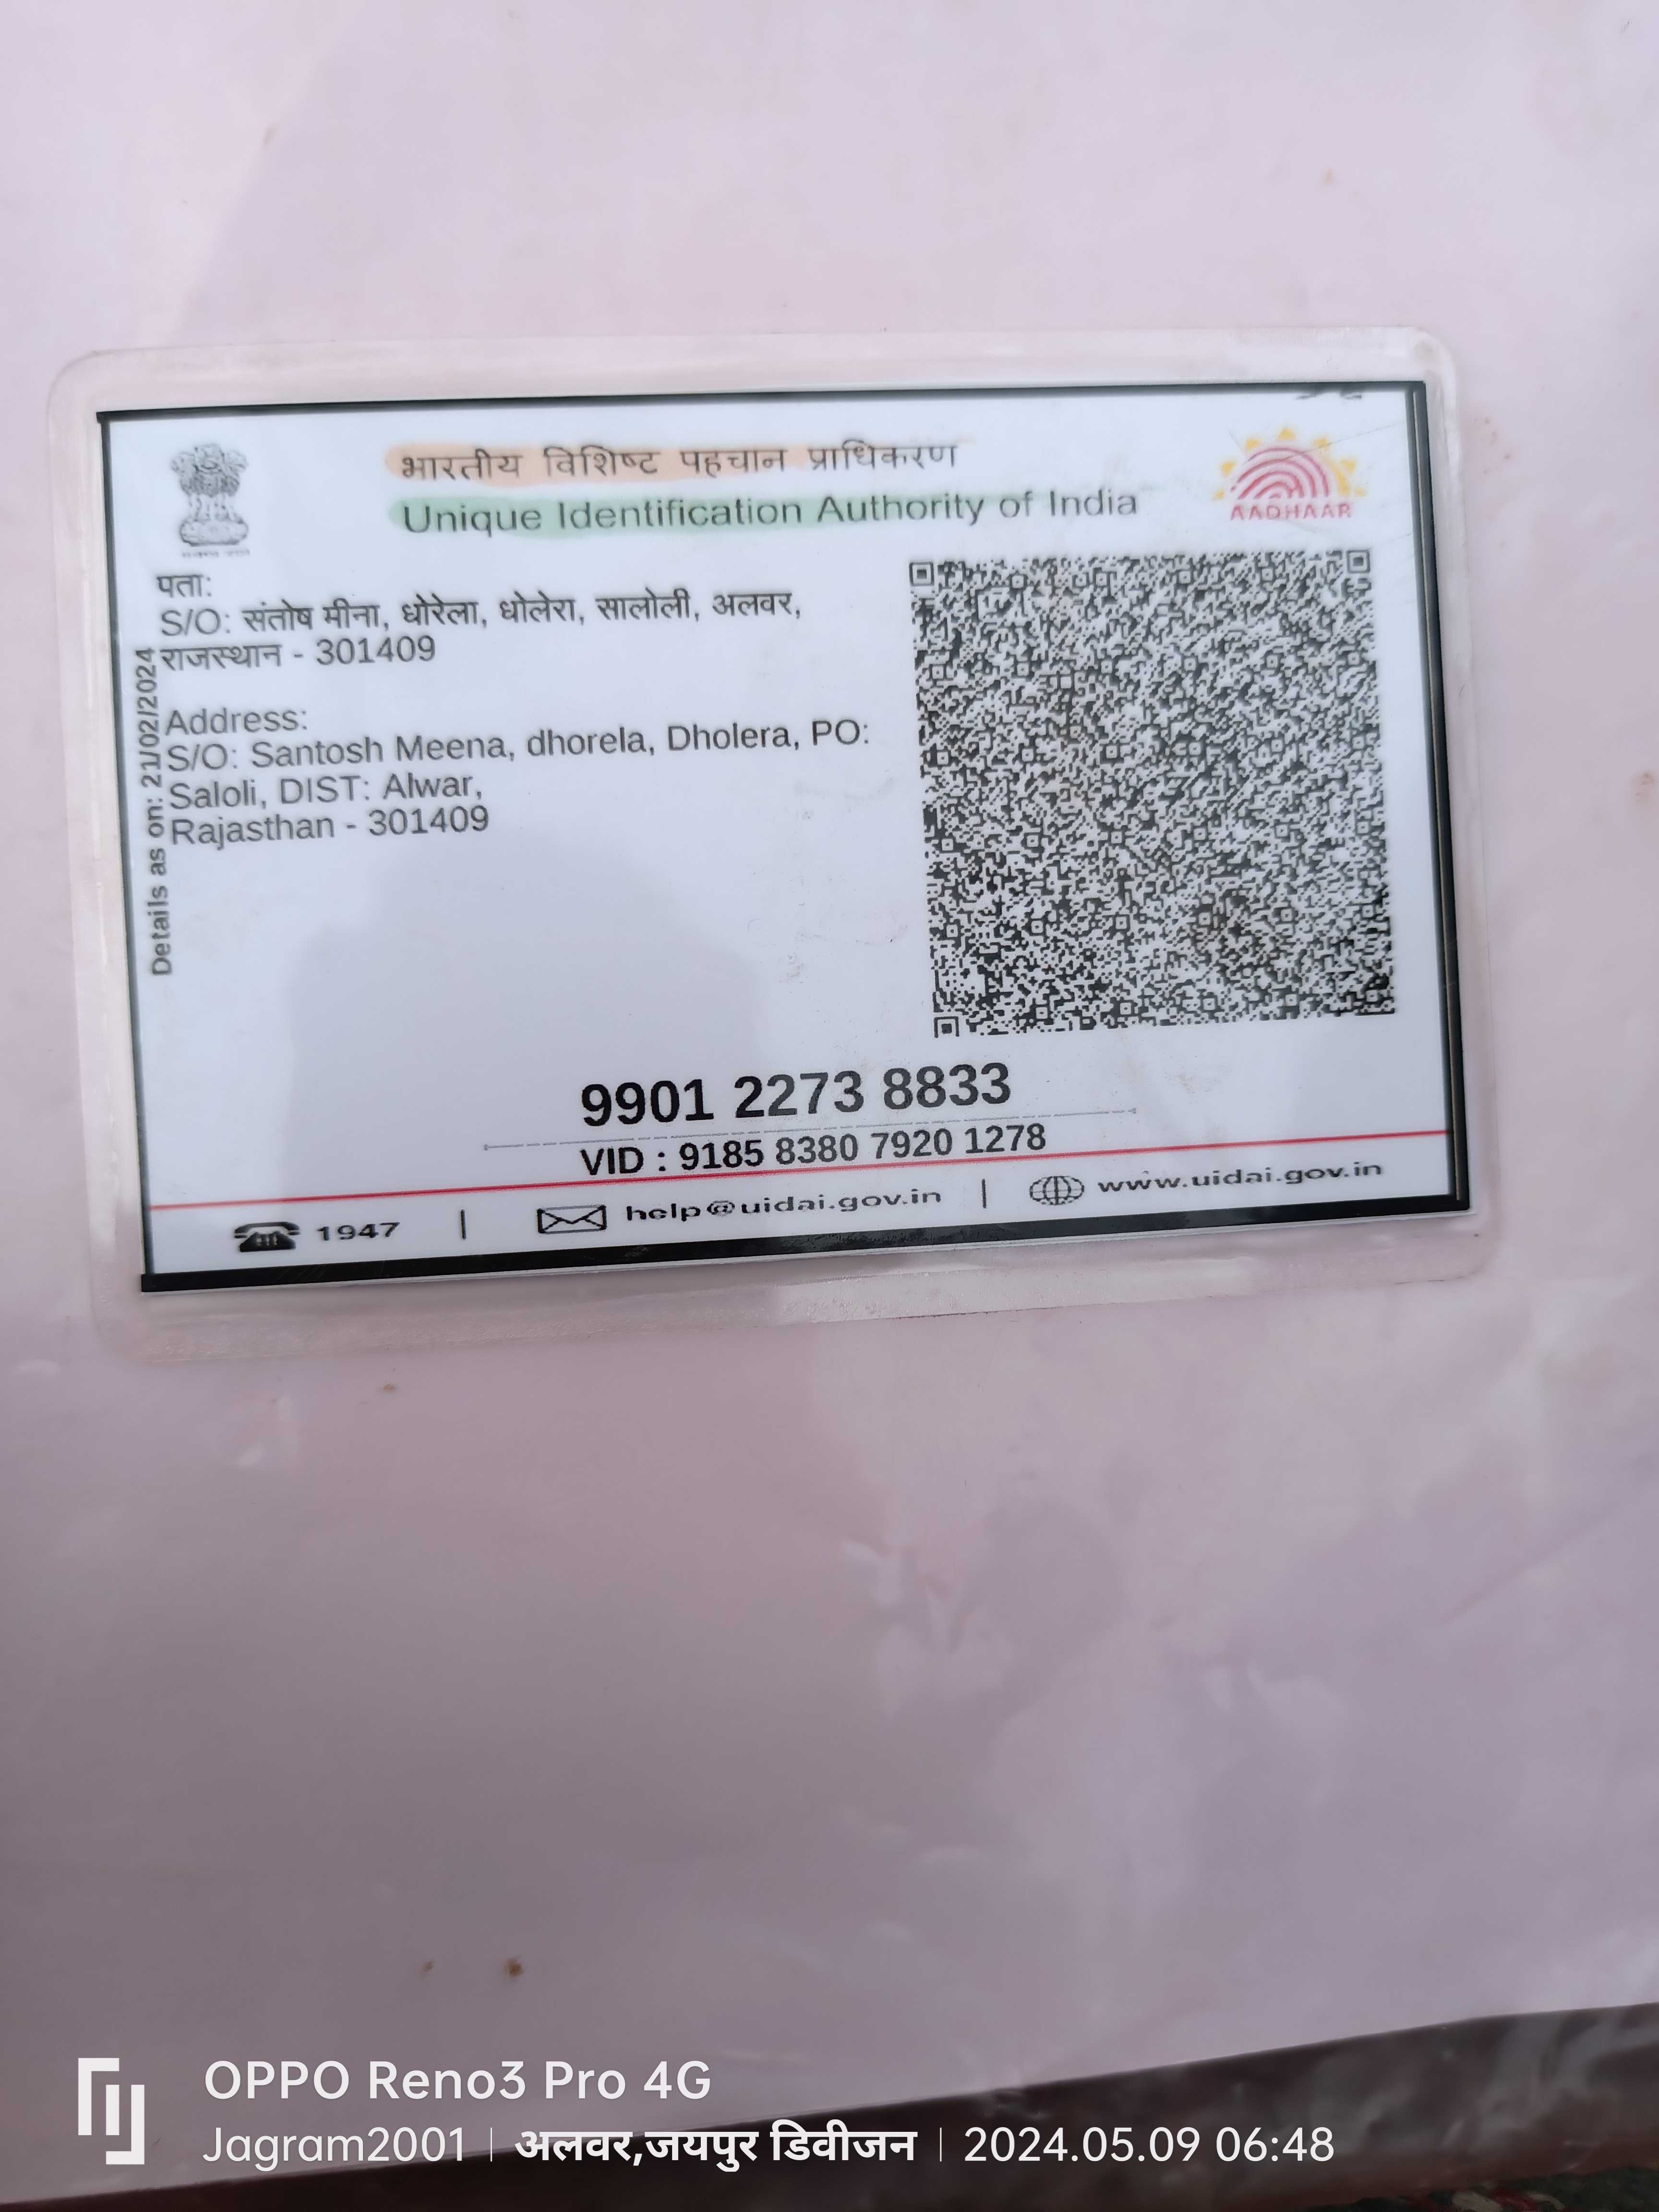 भारतीय विशिष्ट पहचान प्राधिकरण
Unique Identification Authority of India
AADHAAR
पता:
S/O: संतोष मीना, धोरेला, धोलेरा, सालोली, अलवर,
राजस्थान - 301409
Address:
S/O: Santosh Meena, dhorela, Dholera, PO:
Saloli, DIST: Alwar,
Rajasthan - 301409
Details as on: 21/02/2024
9901 2273 8833
VID : 9185 8380 7920 1278
1947 | help@uidai.gov.in | www.uidai.gov.in
OPPO Reno3 Pro 4G
Jagram2001 | अलवर,जयपुर डिवीजन | 2024.05.09 06:48